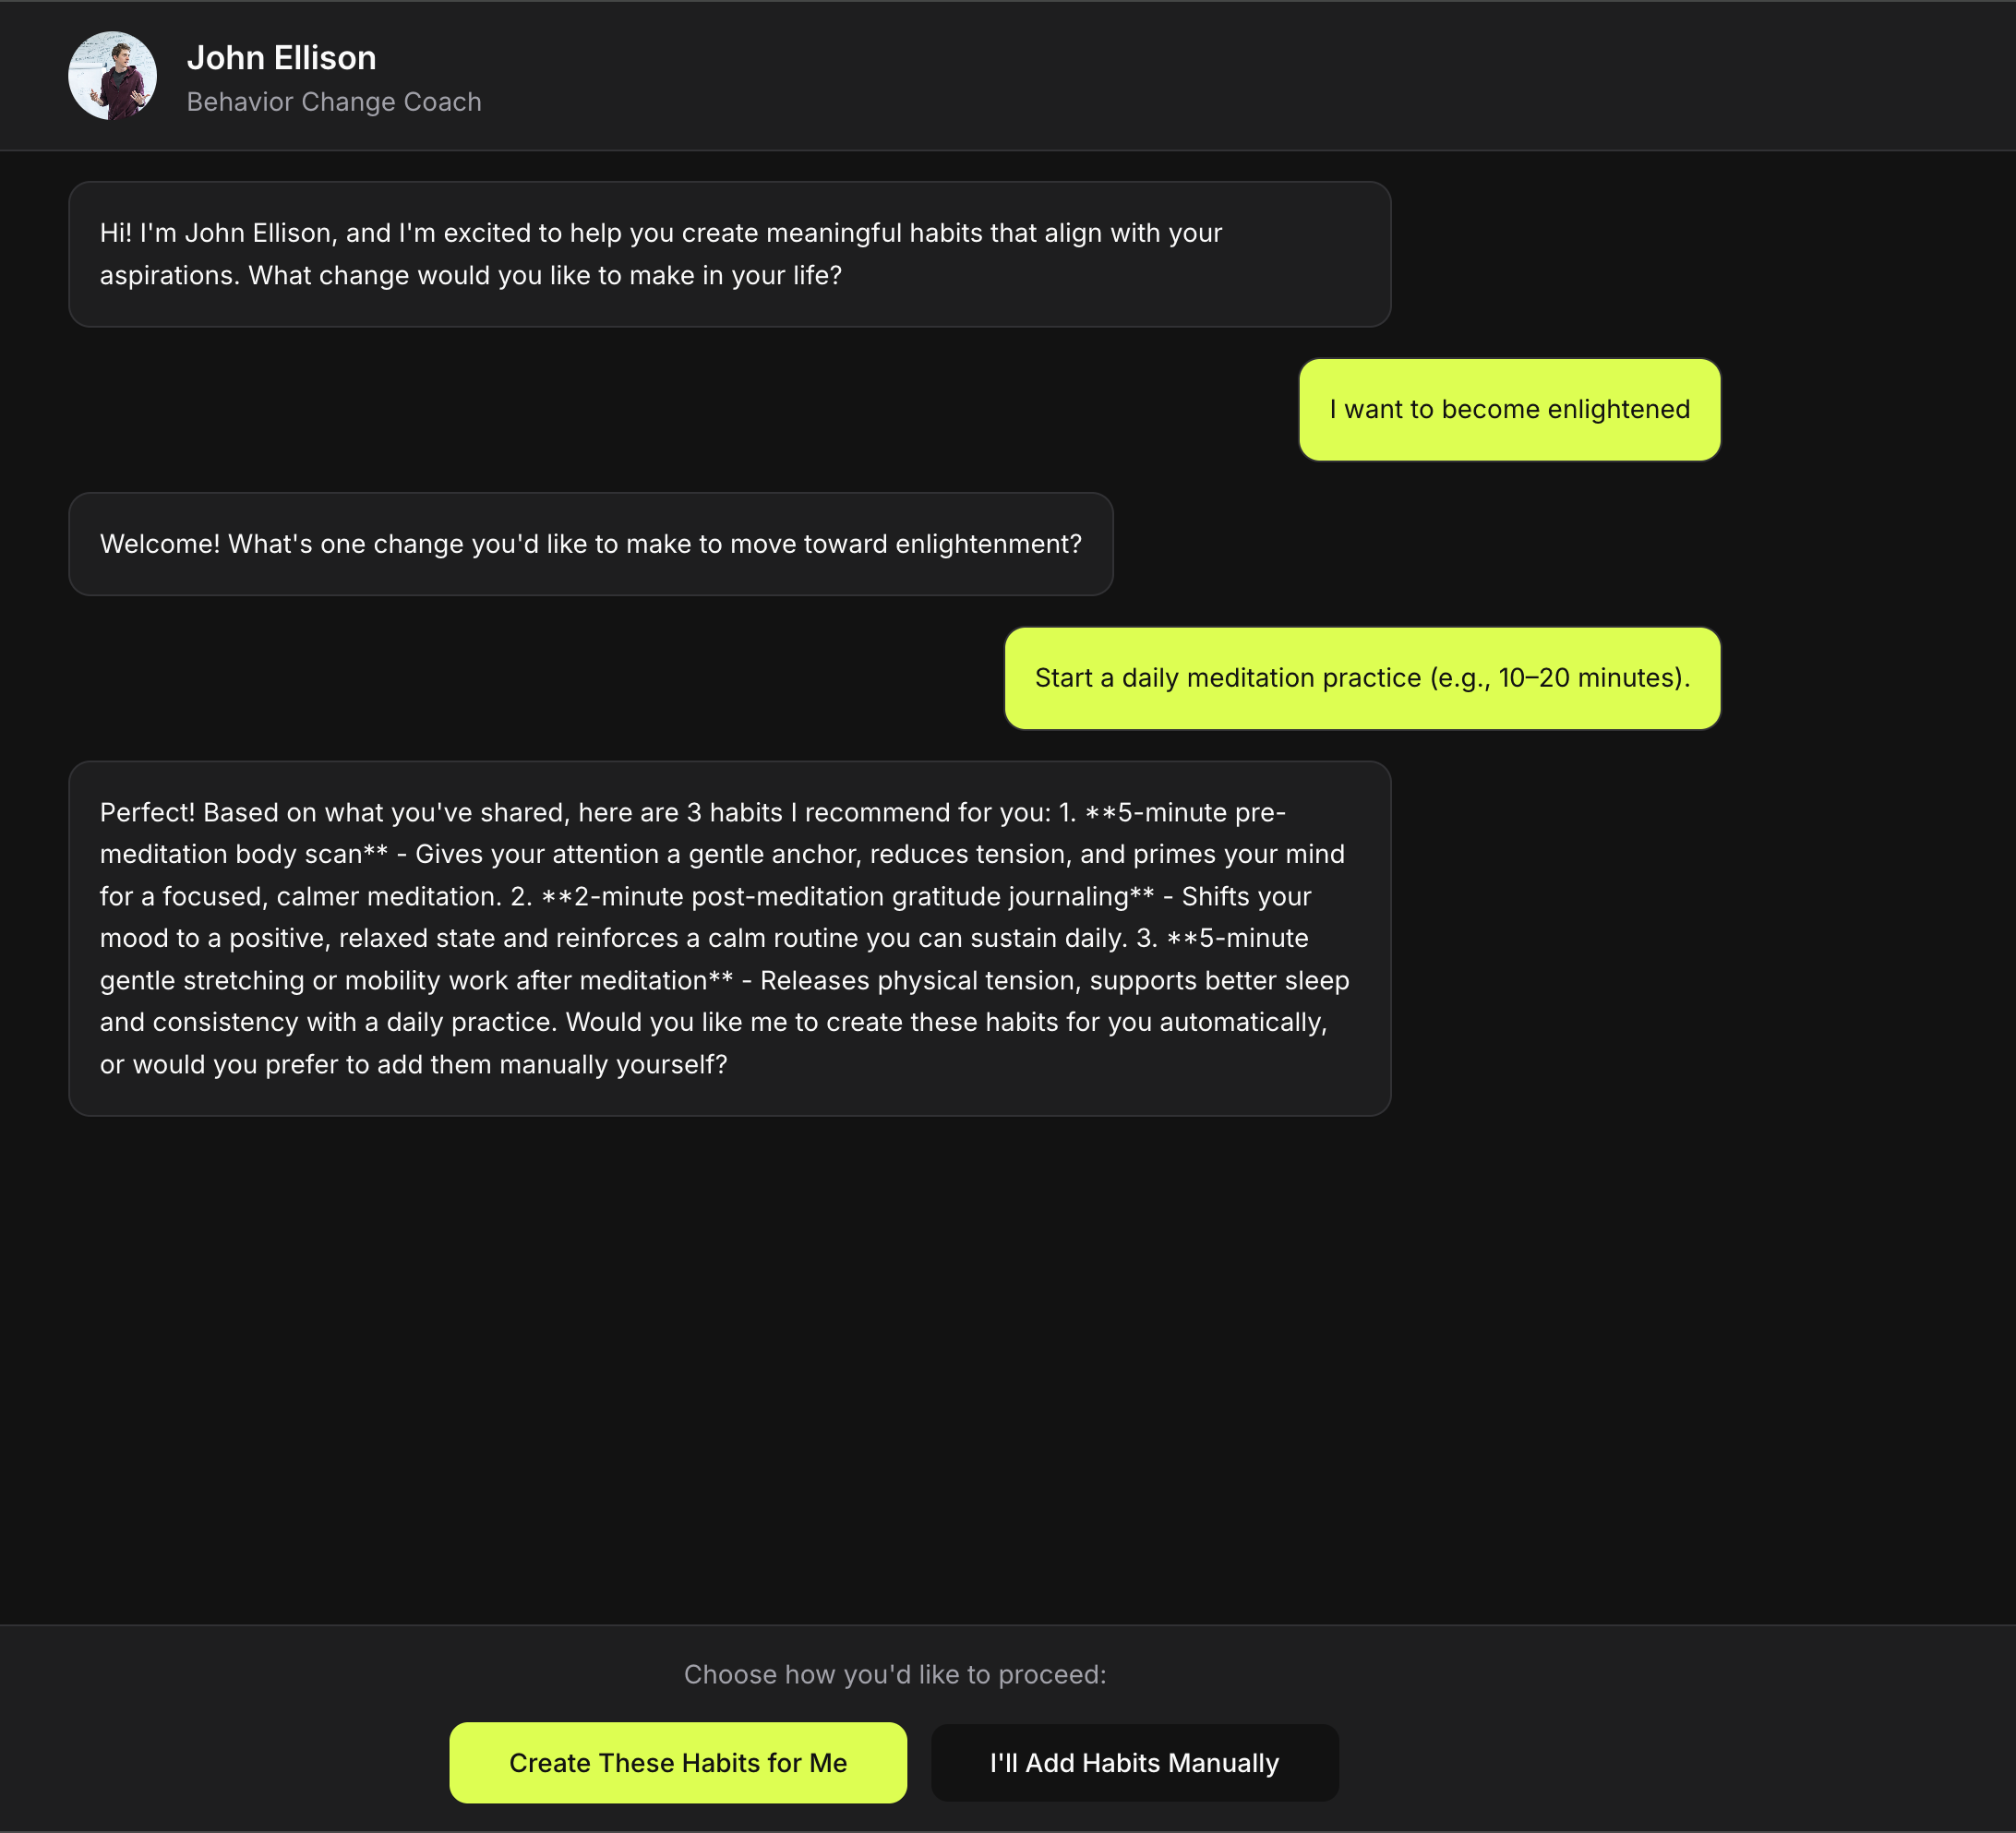 John Ellison
Behavior Change Coach
Hi! I'm John Ellison, and I'm excited to help you create meaningful habits that align with your
aspirations. What change would you like to make in your life?
I want to become enlightened
Welcome! What's one change you'd like to make to move toward enlightenment?
Start a daily meditation practice (e.g., 10–20 minutes).
Perfect! Based on what you've shared, here are 3 habits I recommend for you: 1. **5-minute pre-
meditation body scan** - Gives your attention a gentle anchor, reduces tension, and primes your mind
for a focused, calmer meditation. 2. **2-minute post-meditation gratitude journaling** - Shifts your
mood to a positive, relaxed state and reinforces a calm routine you can sustain daily. 3. **5-minute
gentle stretching or mobility work after meditation** - Releases physical tension, supports better sleep
and consistency with a daily practice. Would you like me to create these habits for you automatically,
or would you prefer to add them manually yourself?
Choose how you'd like to proceed:
Create These Habits for Me
I'll Add Habits Manually